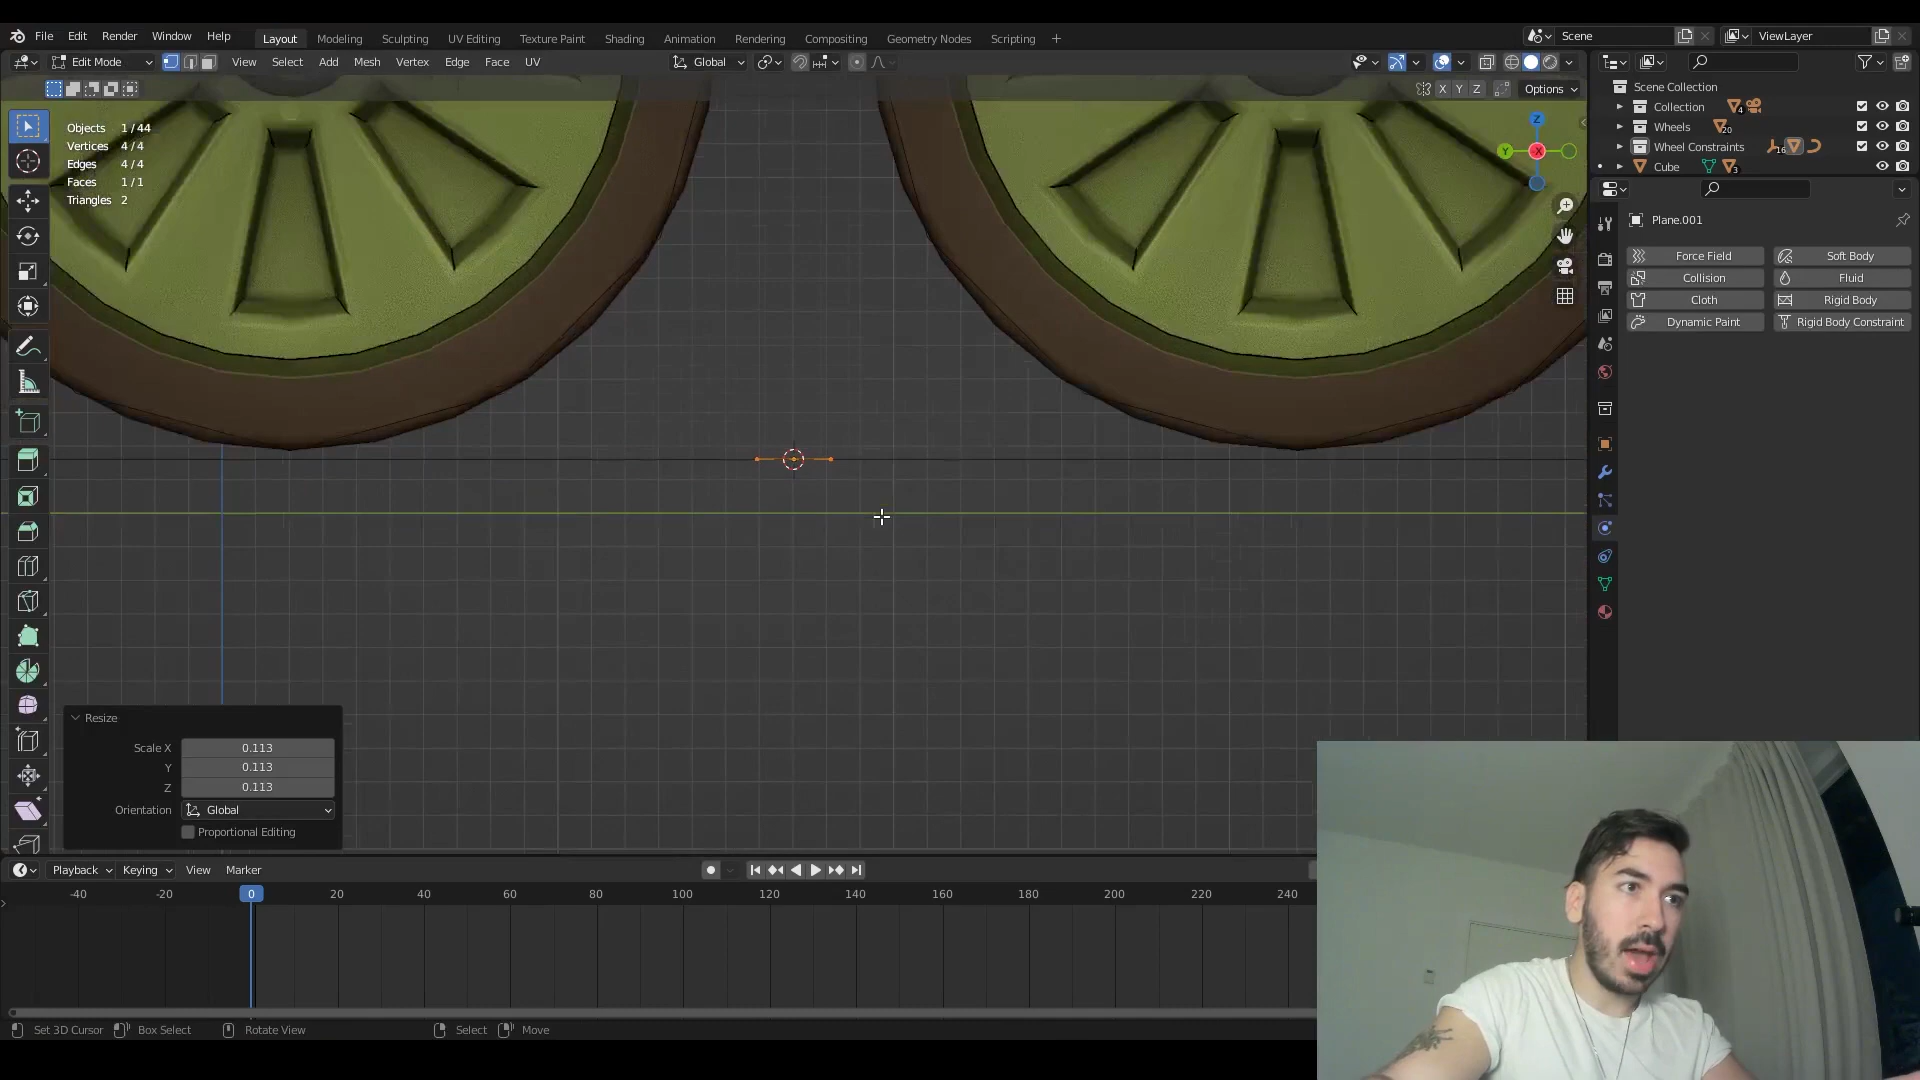 File Edit Render Window Help Layout Modeling Sculpting UV Editing Texture Paint Shading Animation Rendering Compositing Geometry Nodes Scripting + Scene ViewLayer
Edit Mode View Select Add Mesh Vertex Edge Face UV Global
X Y Z Options
Scene Collection
Collection 4
Wheels 20
Wheel Constraints 16
Cube 3
Objects 1 / 44
Vertices 4 / 4
Edges 4 / 4
Faces 1 / 1
Triangles 2
Z
Y X
Plane.001
Force Field Soft Body
Collision Fluid
Cloth Rigid Body
Dynamic Paint Rigid Body Constraint
Resize
Scale X 0.113
Y 0.113
Z 0.113
Orientation Global
Proportional Editing
Playback Keying View Marker
-40 -20 0 20 40 60 80 100 120 140 160 180 200 220 240
Set 3D Cursor Box Select Rotate View Select Move